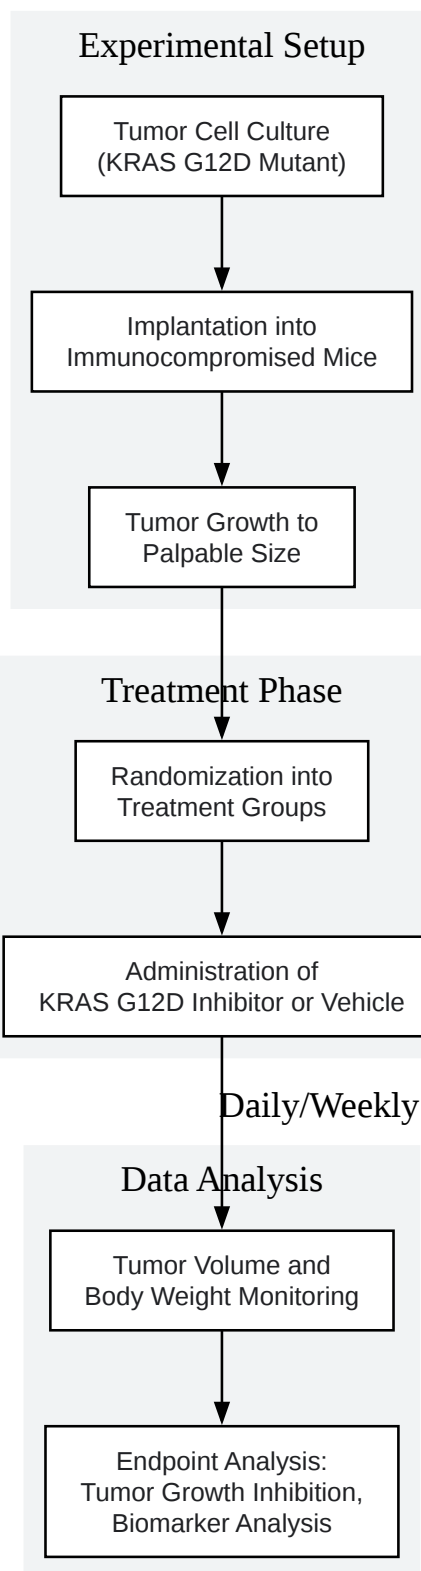 Experimental Setup
Tumor Cell Culture
(KRAS G12D Mutant)
Implantation into
Immunocompromised Mice
Tumor Growth to
Palpable Size
Treatment Phase
Randomization into
Treatment Groups
Administration of
KRAS G12D Inhibitor or Vehicle
Daily/Weekly
Data Analysis
Tumor Volume and
Body Weight Monitoring
Endpoint Analysis:
Tumor Growth Inhibition,
Biomarker Analysis